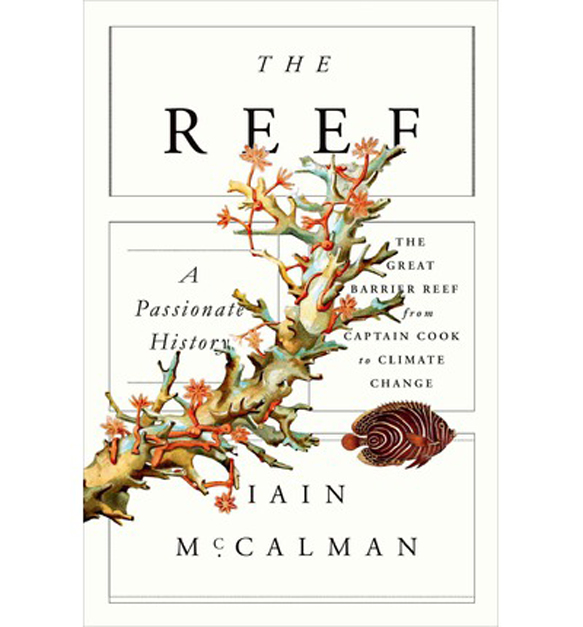 THE
REEF
A
Passionate
History
THE
GREAT
BARRIER REEF
from
CAPTAIN COOK
to CLIMATE
CHANGE
IAIN
McCALMAN